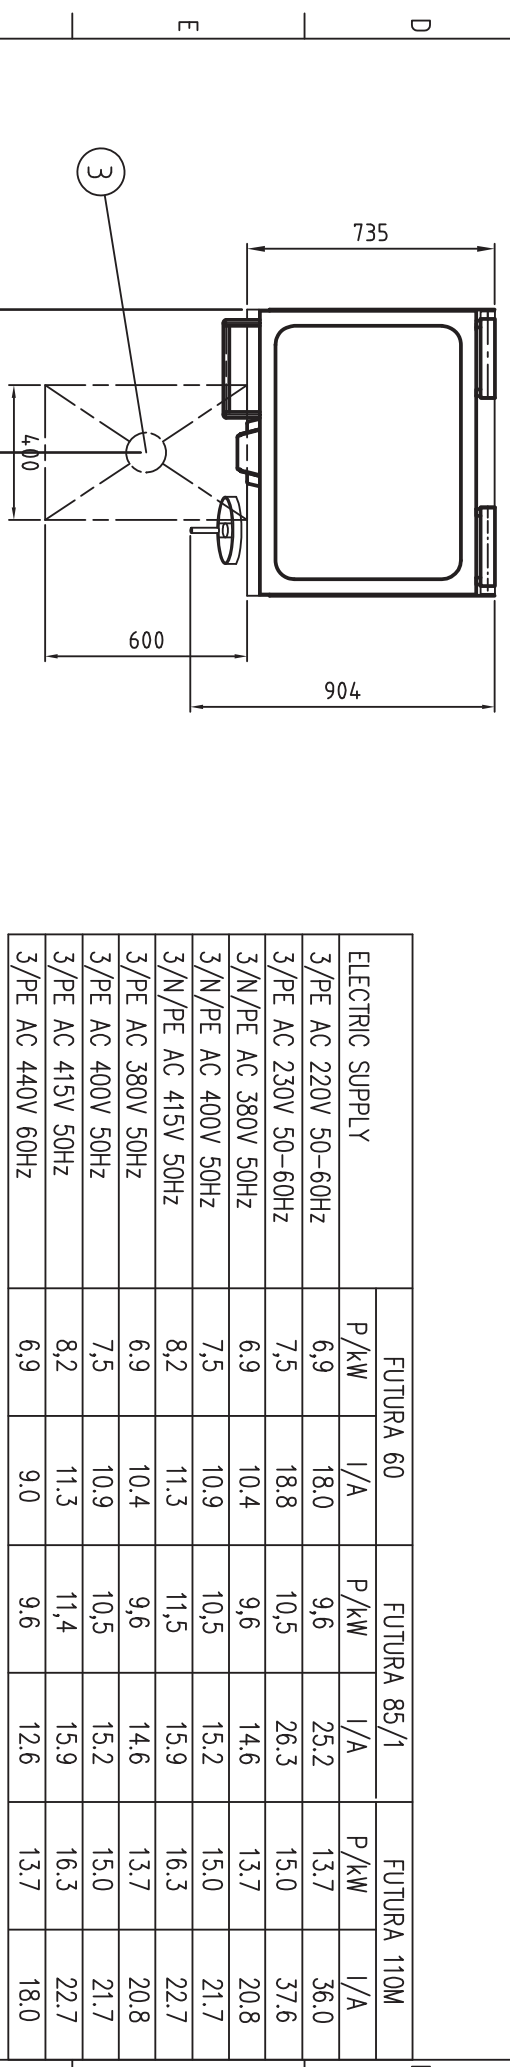 D
E
3
735
400
600
904
FUTURA 60 FUTURA 85/1 FUTURA 110M
ELECTRIC SUPPLY P/kW I/A P/kW I/A P/kW I/A
3/PE AC 220V 50-60Hz 6,9 18.0 9,6 25.2 13.7 36.0
3/PE AC 230V 50-60Hz 7,5 18.8 10,5 26.3 15.0 37.6
3/N/PE AC 380V 50Hz 6.9 10.4 9,6 14.6 13.7 20.8
3/N/PE AC 400V 50Hz 7,5 10.9 10,5 15.2 15.0 21.7
3/N/PE AC 415V 50Hz 8,2 11.3 11,5 15.9 16.3 22.7
3/PE AC 380V 50Hz 6.9 10.4 9,6 14.6 13.7 20.8
3/PE AC 400V 50Hz 7,5 10.9 10,5 15.2 15.0 21.7
3/PE AC 415V 50Hz 8,2 11.3 11,4 15.9 16.3 22.7
3/PE AC 440V 60Hz 6,9 9.0 9.6 12.6 13.7 18.0